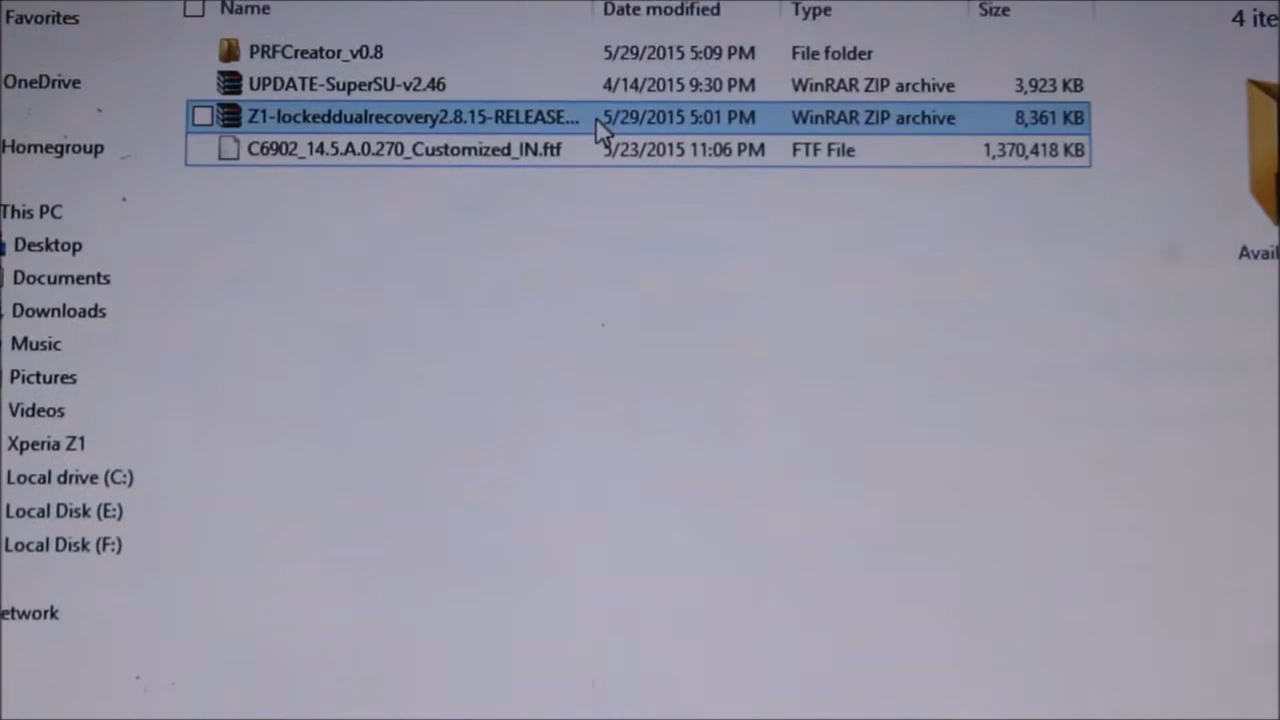 Name Date modified Type Size
4 ite
PRFCreator_v0.8 5/29/2015 5:09 PM File folder
UPDATE-SuperSU-v2.46 4/14/2015 9:30 PM WinRAR ZIP archive 3,923 KB
Z1-lockeddualrecovery2.8.15-RELEASE... 5/29/2015 5:01 PM WinRAR ZIP archive 8,361 KB
C6902_14.5.A.0.270_Customized_IN.ftf 5/23/2015 11:06 PM FTF File 1,370,418 KB
Favorites
OneDrive
Homegroup
This PC
Desktop
Documents
Downloads
Music
Pictures
Videos
Xperia Z1
Local drive (C:)
Local Disk (E:)
Local Disk (F:)
etwork
Avail